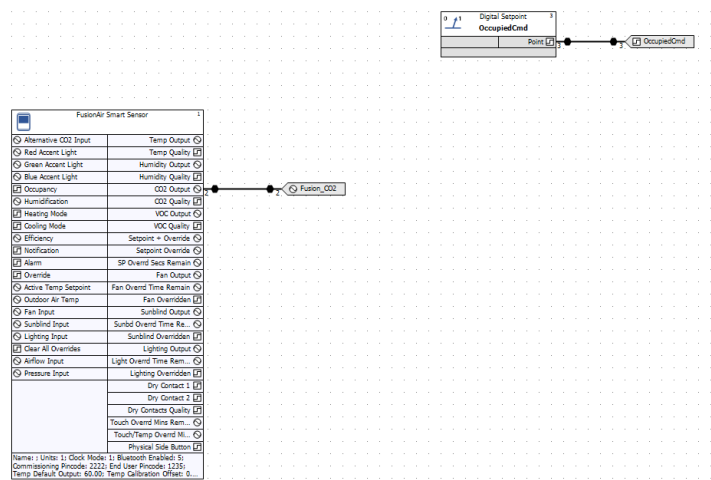 0 1 Digital Setpoint 3
OccupiedCmd
Point 3 3 OccupiedCmd
FusionAir Smart Sensor 1
Alternative CO2 Input Temp Output
Red Accent Light Temp Quality
Green Accent Light Humidity Output
Blue Accent Light Humidity Quality
Occupancy CO2 Output 2 2 Fusion_CO2
Humidification CO2 Quality
Heating Mode VOC Output
Cooling Mode VOC Quality
Efficiency Setpoint + Override
Notification Setpoint Override
Alarm SP Overrd Secs Remain
Override Fan Output
Active Temp Setpoint Fan Overrd Time Remain
Outdoor Air Temp Fan Overridden
Fan Input Sunblind Output
Sunblind Input Sunbd Overrd Time Re...
Lighting Input Sunblind Overridden
Clear All Overrides Lighting Output
Airflow Input Light Overrd Time Rem...
Pressure Input Lighting Overridden
Dry Contact 1
Dry Contact 2
Dry Contacts Quality
Touch Overrd Mins Rem...
Touch/Temp Overrd Mi...
Physical Side Button
Name: ; Units: 1; Clock Mode: 1; Bluetooth Enabled: 5;
Commissioning Pincode: 2222; End User Pincode: 1235;
Temp Default Output: 60.00; Temp Calibration Offset: 0....